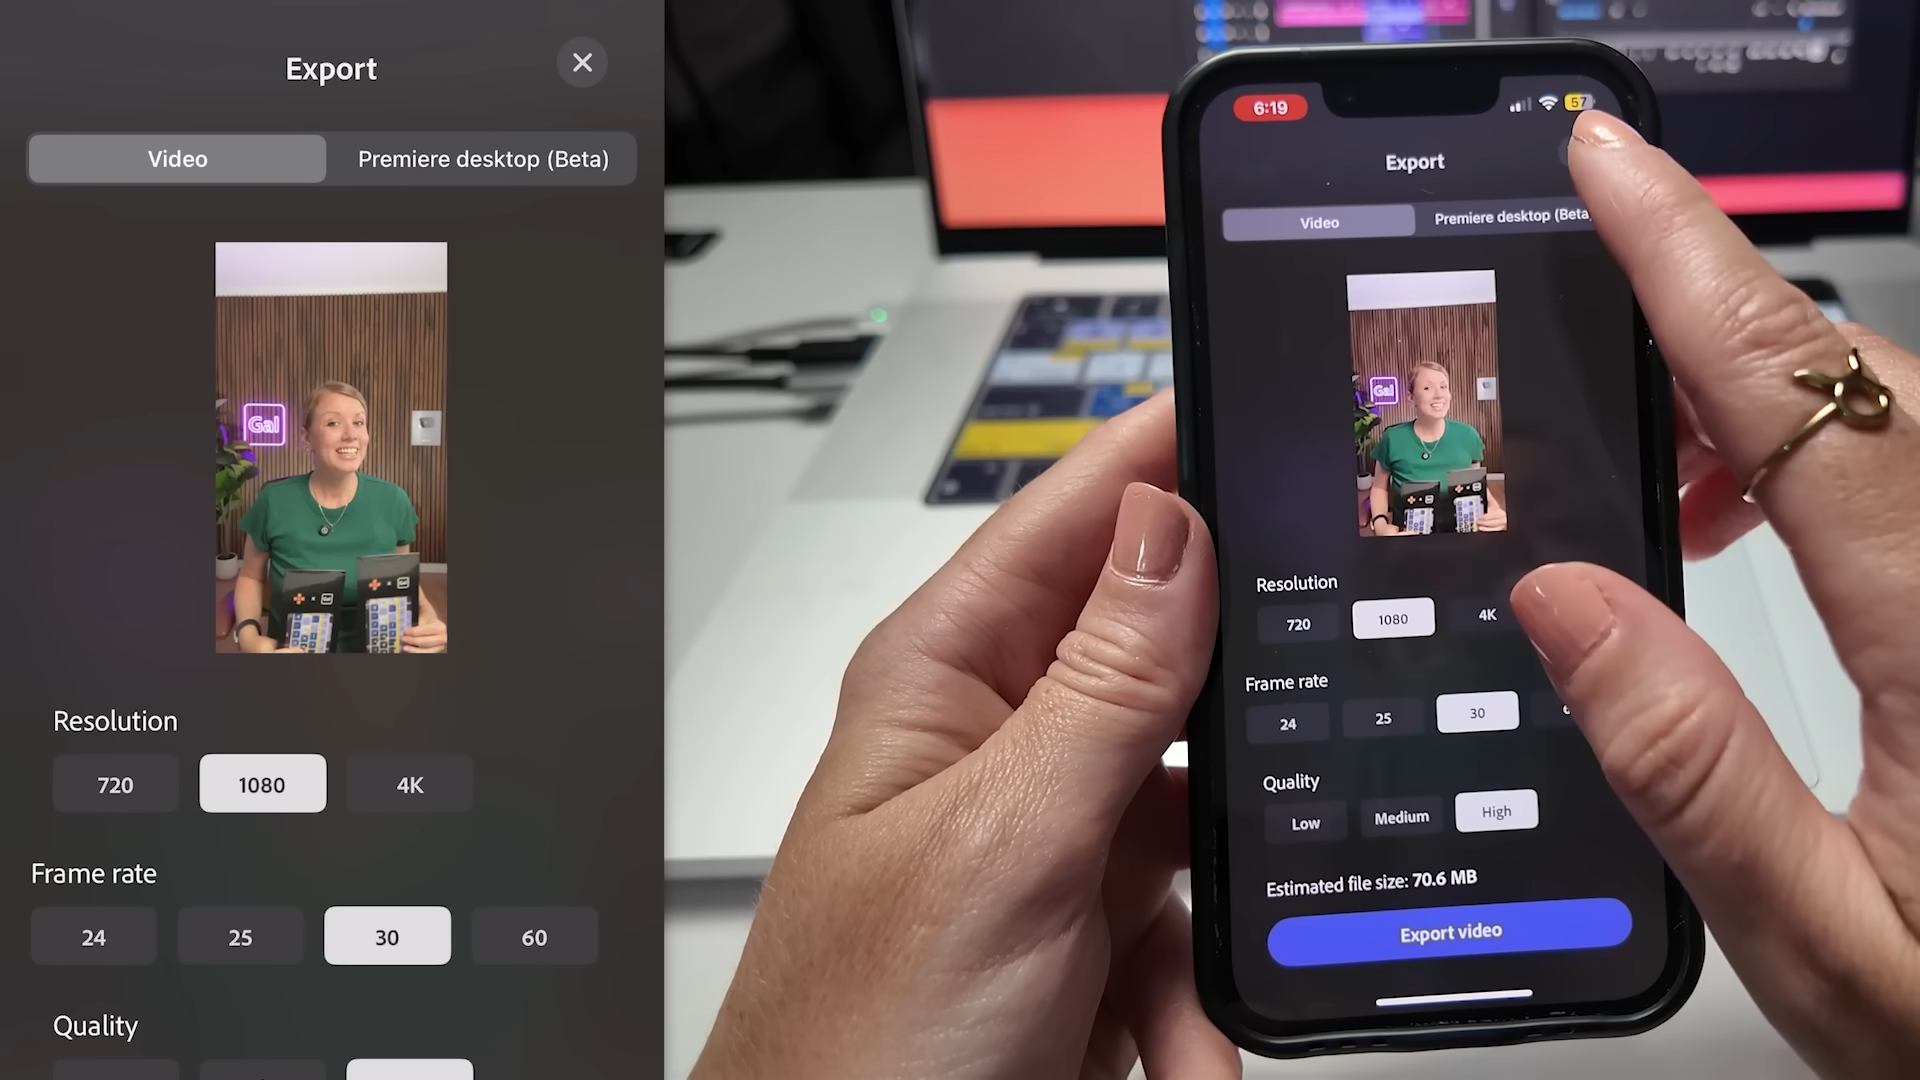 Export
Video
Premiere desktop (Beta)
Gal
Resolution
720
1080
4K
Frame rate
24
25
30
60
Quality
6:19
57
Export
Video
Premiere desktop (Beta
Gal
Resolution
720
1080
4K
Frame rate
24
25
30
Quality
Low
Medium
High
Estimated file size: 70.6 MB
Export video